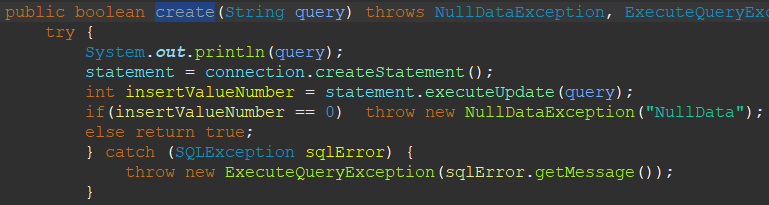 public boolean create(String query) throws NullDataException, ExecuteQueryExc
try {
System.out.println(query);
statement = connection.createStatement();
int insertValueNumber = statement.executeUpdate(query);
if(insertValueNumber == 0)  throw new NullDataException("NullData");
else return true;
} catch (SQLException sqlError) {
throw new ExecuteQueryException(sqlError.getMessage());
}